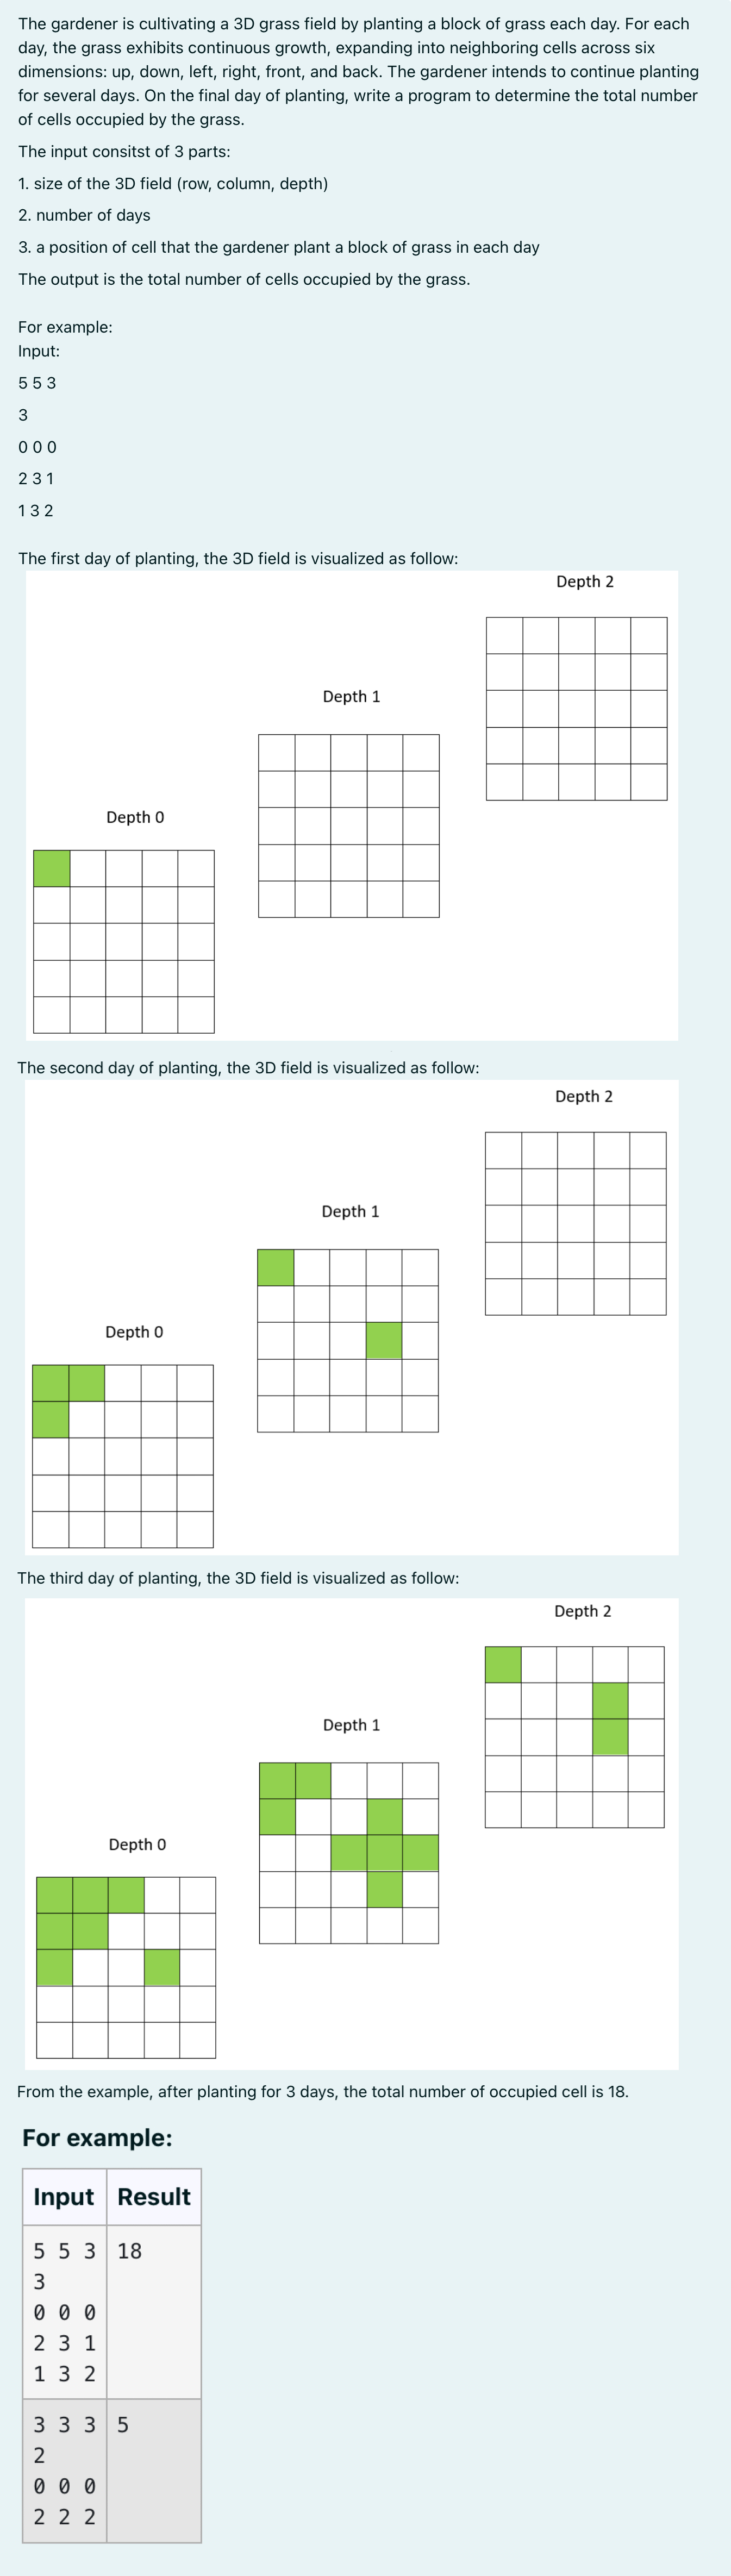 The gardener is cultivating a 3D grass field by planting a block of grass each day. For each
day, the grass exhibits continuous growth, expanding into neighboring cells across six
dimensions: up, down, left, right, front, and back. The gardener intends to continue planting
for several days. On the final day of planting, write a program to determine the total number
of cells occupied by the grass.
The input consitst of 3 parts:
1. size of the 3D field (row, column, depth)
2. number of days
3. a position of cell that the gardener plant a block of grass in each day
The output is the total number of cells occupied by the grass.
For example:
Input:
5 5 3
3
0 0 0
2 3 1
1 3 2
The first day of planting, the 3D field is visualized as follow:
Depth 2
Depth 1
Depth 0
The second day of planting, the 3D field is visualized as follow:
Depth 2
Depth 1
Depth 0
The third day of planting, the 3D field is visualized as follow:
Depth 2
Depth 1
Depth 0
From the example, after planting for 3 days, the total number of occupied cell is 18.
For example:
Input Result
5 5 3 18
3
0 0 0
2 3 1
1 3 2
3 3 3 5
2
0 0 0
2 2 2